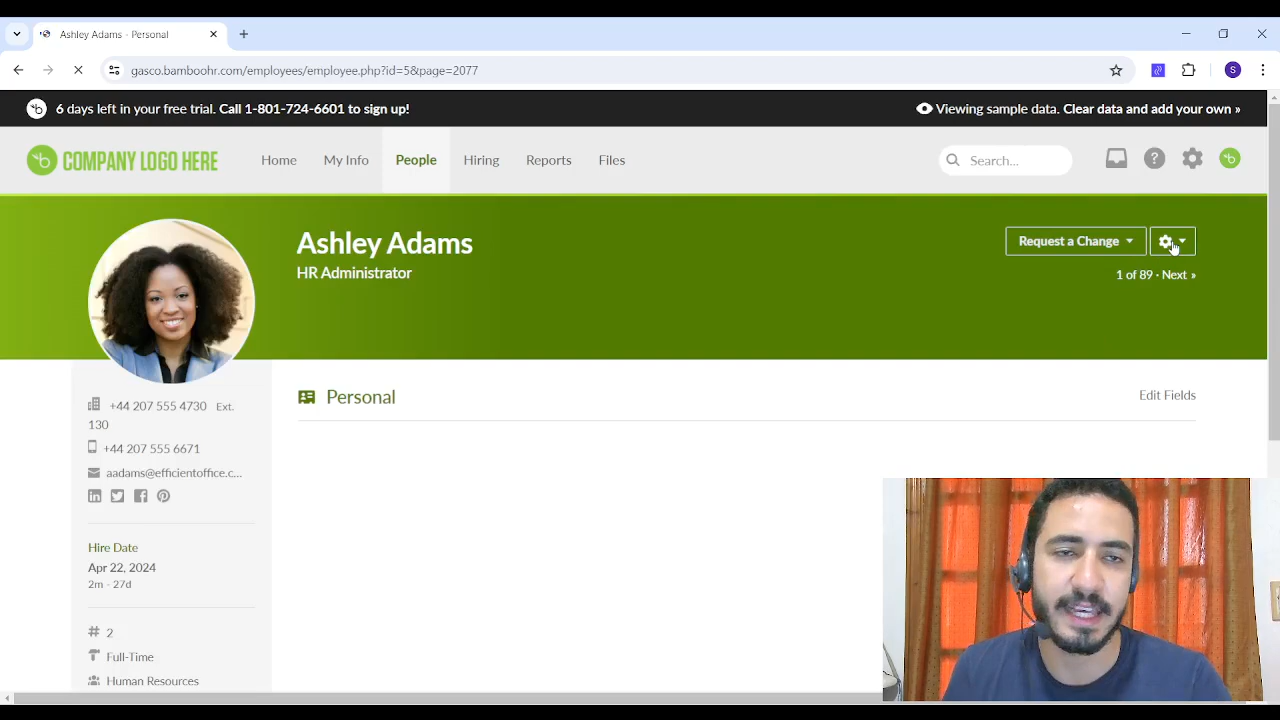 Ashley Adams - Personal
gasco.bamboohr.com/employees/employee.php?id=5&page=2077
S
6 days left in your free trial. Call 1-801-724-6601 to sign up!
Viewing sample data. Clear data and add your own »
COMPANY LOGO HERE
Home
My Info
People
Hiring
Reports
Files
Search...
Ashley Adams
HR Administrator
Request a Change
1 of 89 · Next »
Personal
Edit Fields
+44 207 555 4730 Ext.
130
+44 207 555 6671
aadams@efficientoffice.c...
Hire Date
Apr 22, 2024
2m - 27d
# 2
Full-Time
Human Resources